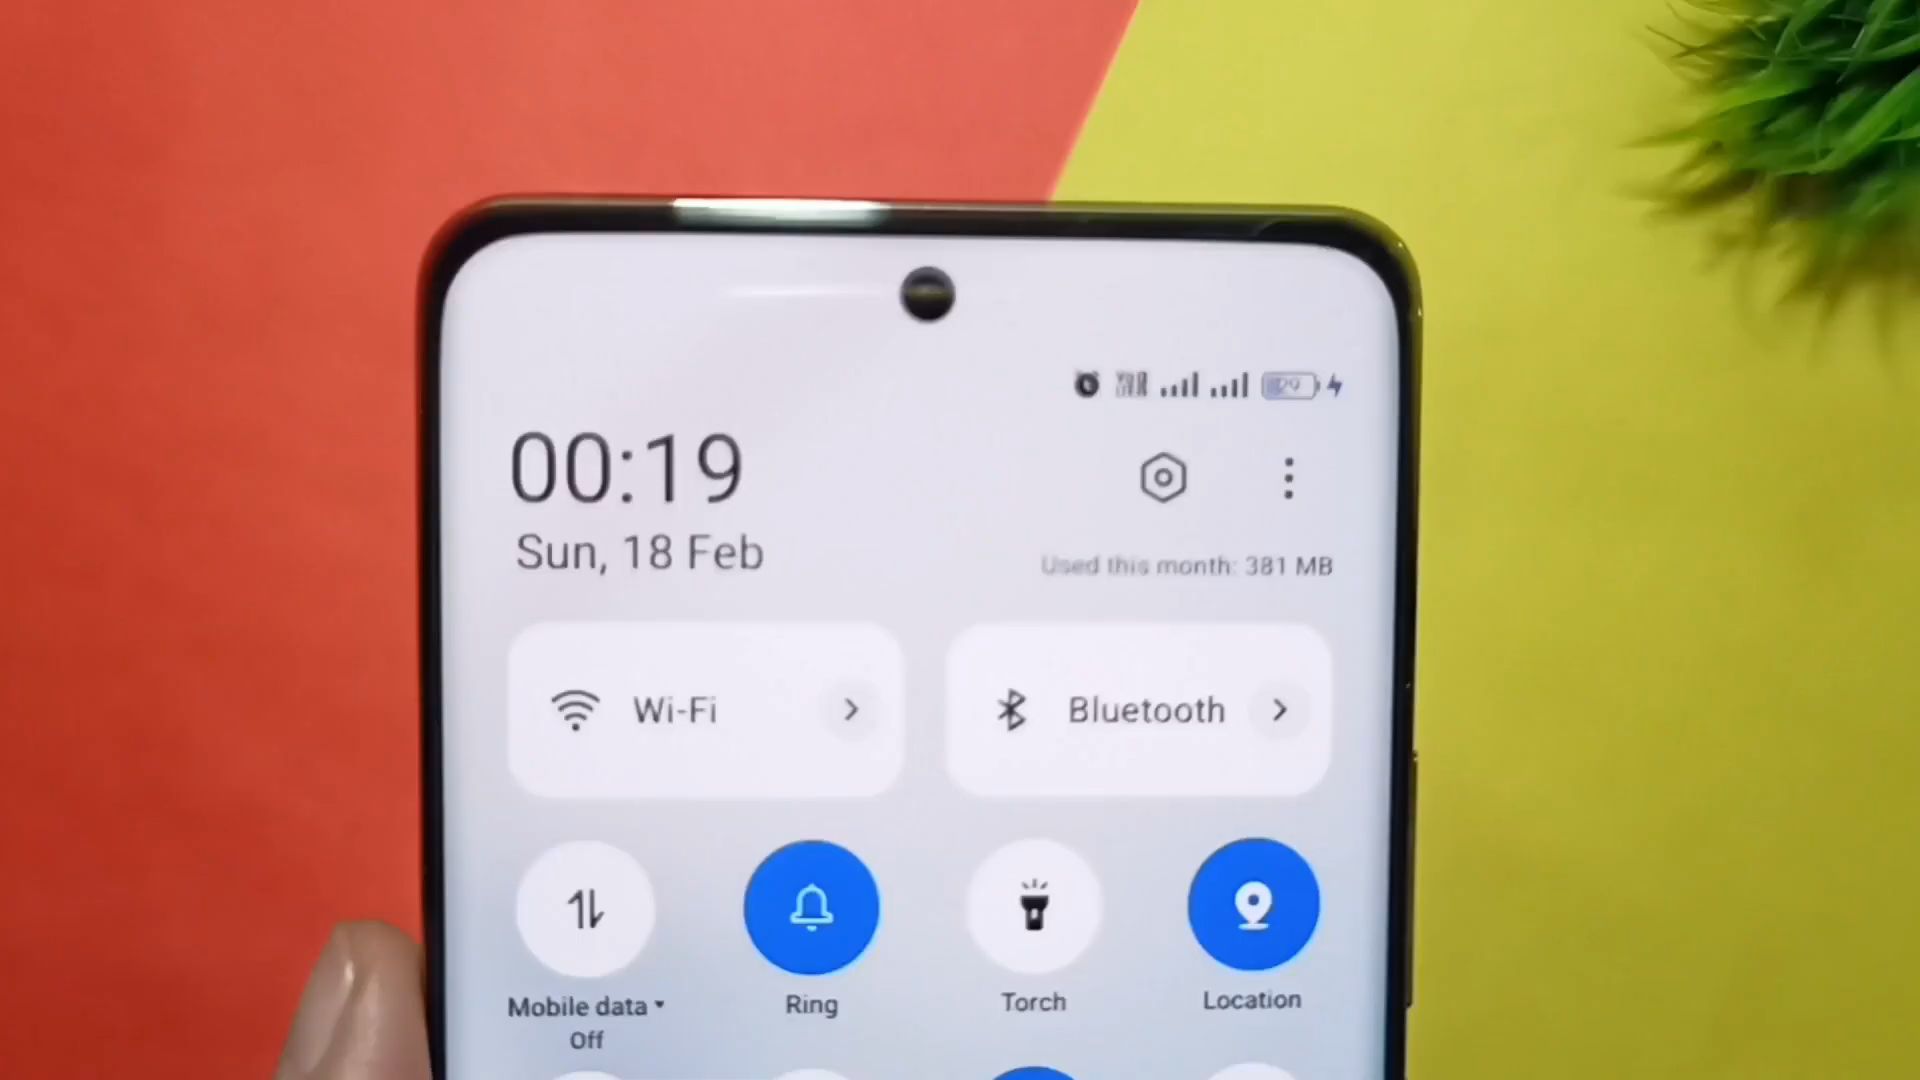 29
00:19
Sun, 18 Feb
Used this month: 381 MB
Wi-Fi
Bluetooth
Mobile data
Off
Ring
Torch
Location